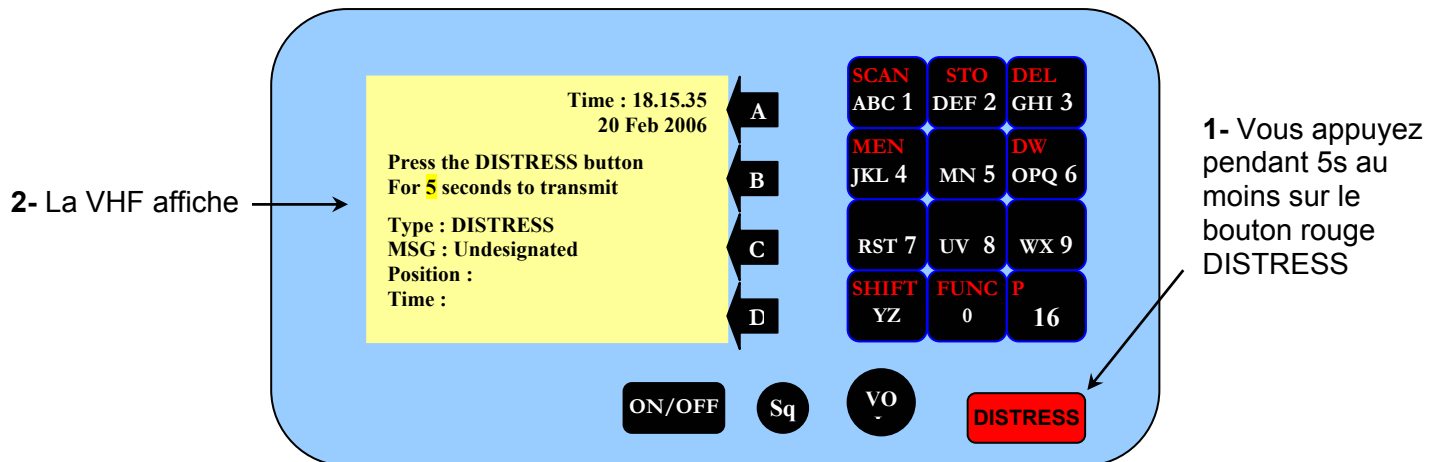 2- La VHF affiche
Time : 18.15.35
20 Feb 2006
Press the DISTRESS button
For 5 seconds to transmit
Type : DISTRESS
MSG : Undesignated
Position :
Time :
A
B
C
D
SCAN STO DEL
ABC 1 DEF 2 GHI 3
MEN DW
JKL 4 MN 5 OPQ 6
RST 7 UV 8 WX 9
SHIFT FUNC P
YZ 0 16
ON/OFF Sq VO DISTRESS
1- Vous appuyez
pendant 5s au
moins sur le
bouton rouge
DISTRESS